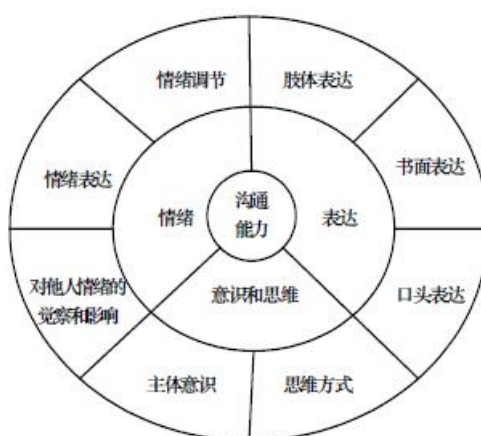 情绪调节
肢体表达
情绪表达
书面表达
情绪
沟通
能力
表达
对他人情绪的
觉察和影响
意识和思维
口头表达
主体意识
思维方式